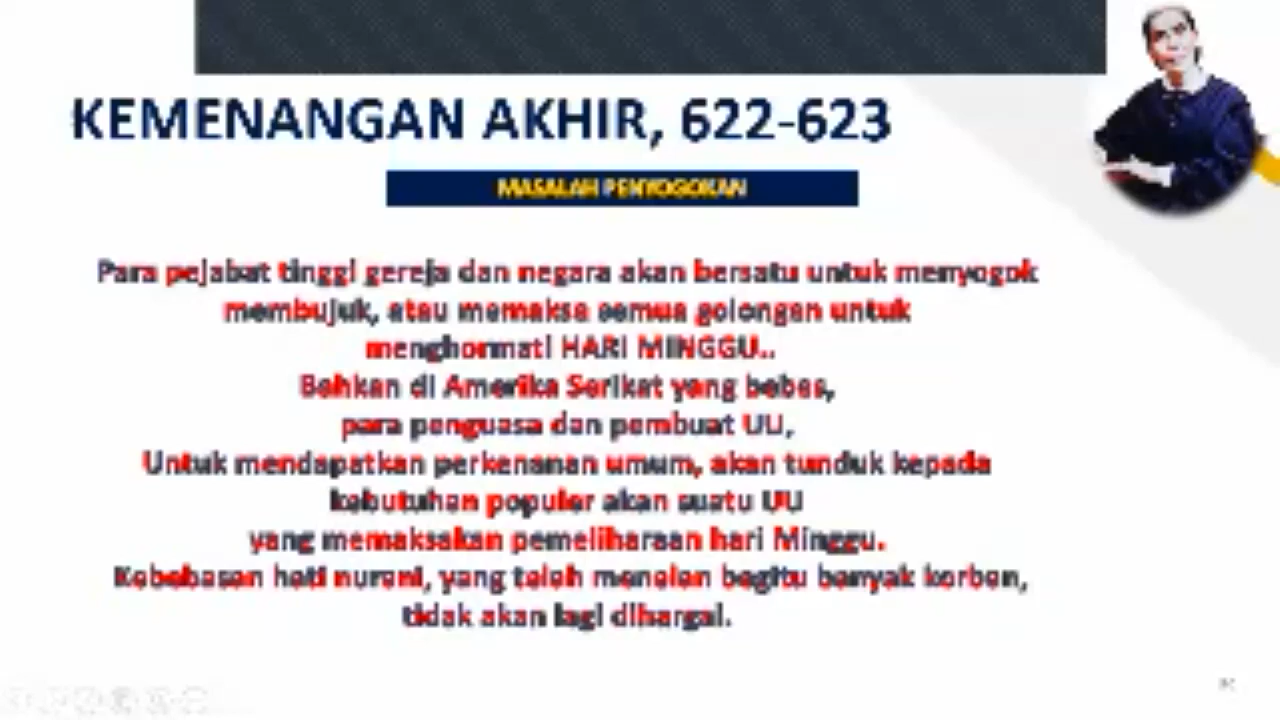 KEMENANGAN AKHIR, 622-623
MASALAH PENYOGOKAN
Para pejabat tinggi gereja dan negara akan bersatu untuk menyogok
membujuk, atau memaksa semua golongan untuk
menghormati HARI MINGGU..
Bahkan di Amerika Serikat yang bebas,
para penguasa dan pembuat UU,
Untuk mendapatkan perkenanan umum, akan tunduk kepada
kebutuhan populer akan suatu UU
yang memaksakan pemeliharaan hari Minggu.
Kebebasan hati nurani, yang telah menelan begitu banyak korban,
tidak akan lagi dihargai.